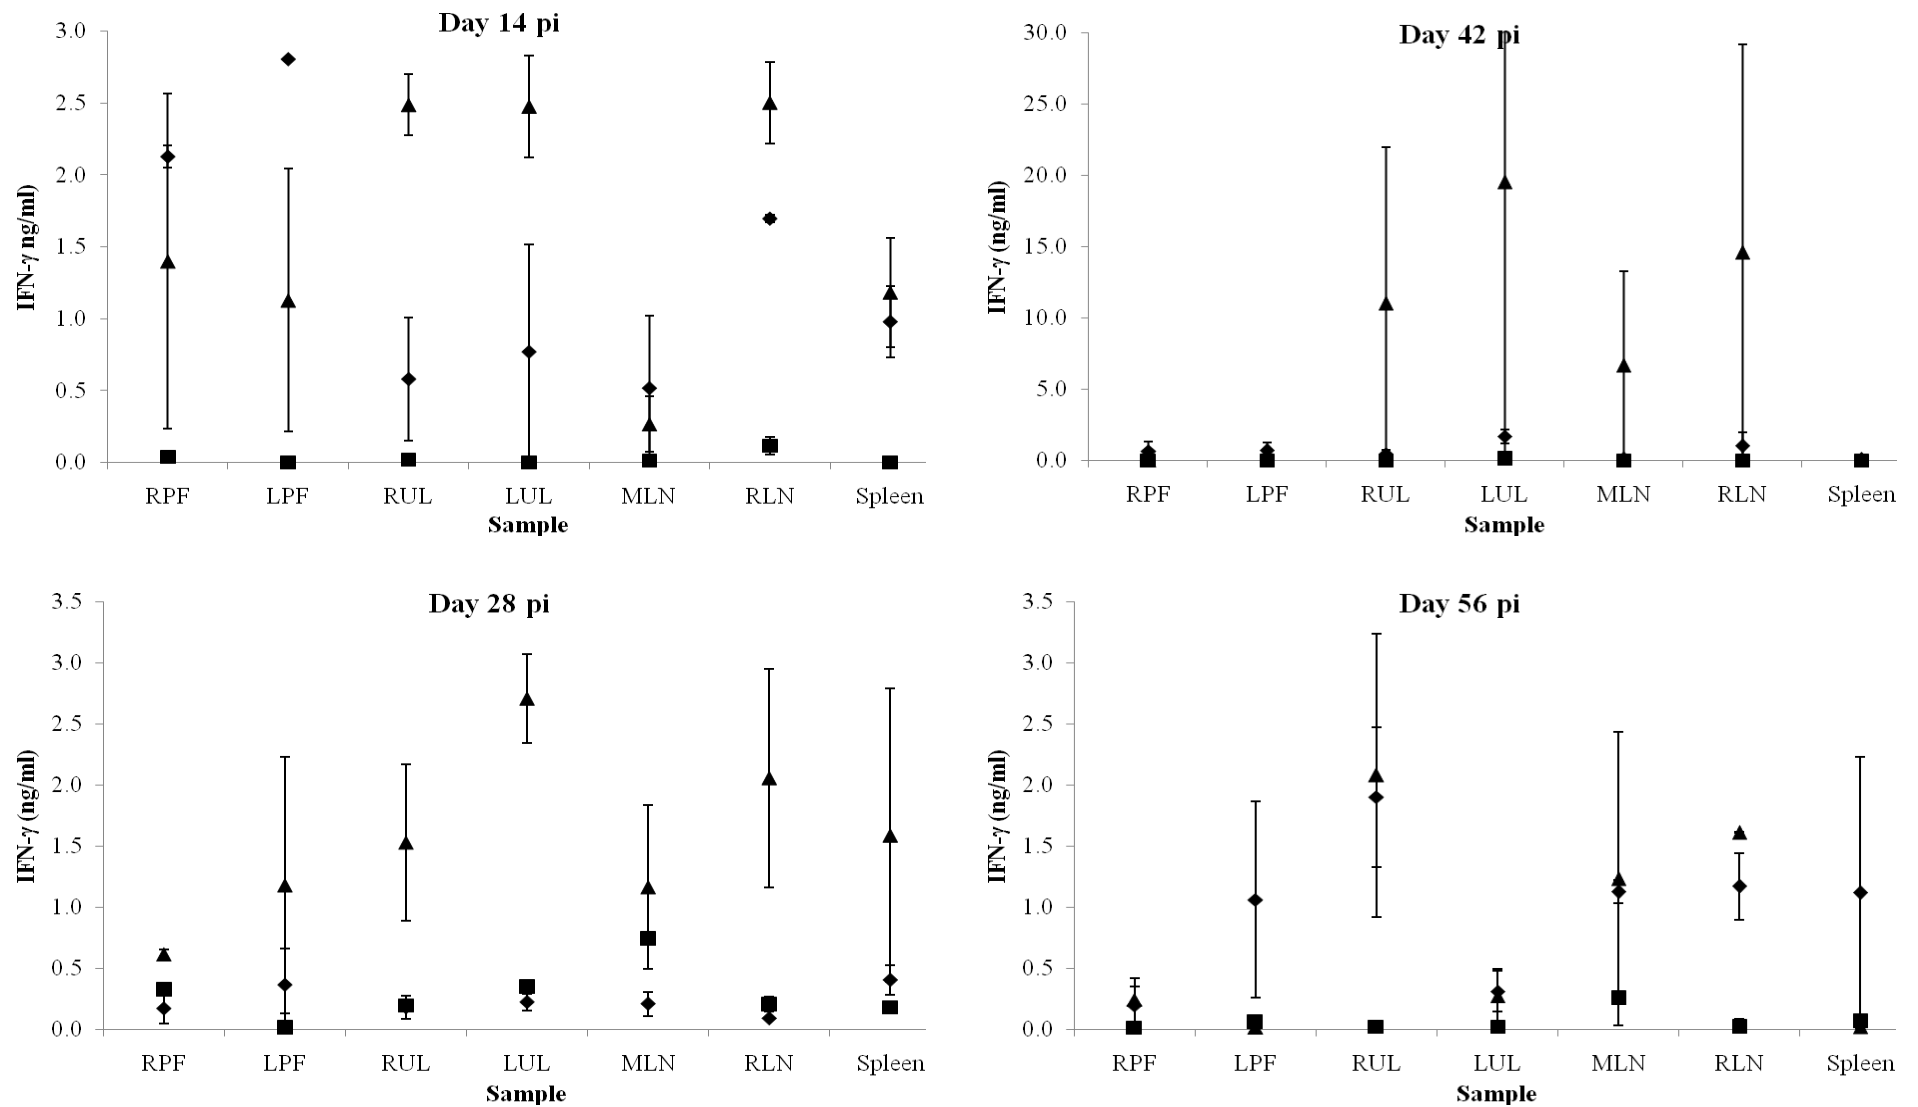 Day 14 pi
3.0
2.5
2.0
1.5
1.0
0.5
0.0
IFN-γ ng/ml)
RPF LPF RUL LUL MLN RLN Spleen
Sample
Day 42 pi
30.0
25.0
20.0
15.0
10.0
5.0
0.0
IFN-γ (ng/ml)
RPF LPF RUL LUL MLN RLN Spleen
Sample
Day 28 pi
3.5
3.0
2.5
2.0
1.5
1.0
0.5
0.0
IFN-γ (ng/ml)
RPF LPF RUL LUL MLN RLN Spleen
Sample
Day 56 pi
3.5
3.0
2.5
2.0
1.5
1.0
0.5
0.0
IFN-γ (ng/ml)
RPF LPF RUL LUL MLN RLN Spleen
Sample